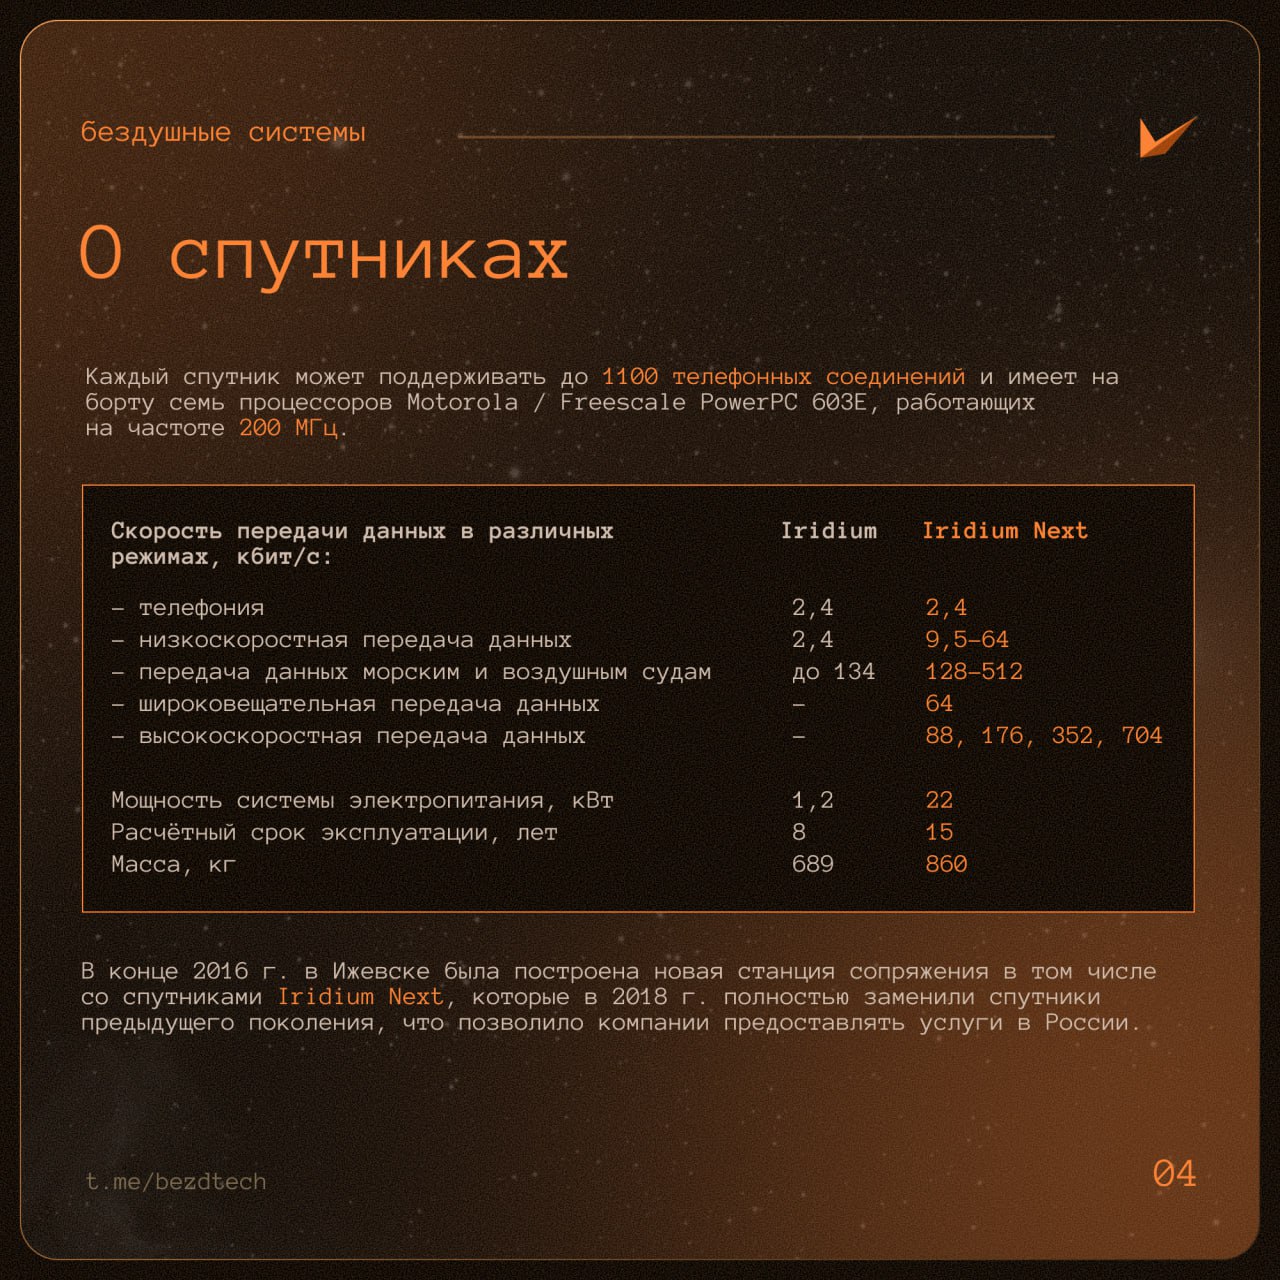 бездушные системы
О спутниках
Каждый спутник может поддерживать до 1100 телефонных соединений и имеет на
борту семь процессоров Motorola / Freescale PowerPC 603E, работающих
на частоте 200 МГц.
Скорость передачи данных в различных режимах, кбит/с: Iridium Iridium Next
– телефония 2,4 2,4
– низкоскоростная передача данных 2,4 9,5–64
– передача данных морским и воздушным судам до 134 128–512
– широковещательная передача данных – 64
– высокоскоростная передача данных – 88, 176, 352, 704
Мощность системы электропитания, кВт 1,2 22
Расчётный срок эксплуатации, лет 8 15
Масса, кг 689 860
В конце 2016 г. в Ижевске была построена новая станция сопряжения в том числе
со спутниками Iridium Next, которые в 2018 г. полностью заменили спутники
предыдущего поколения, что позволило компании предоставлять услуги в России.
t.me/bezdtech
04